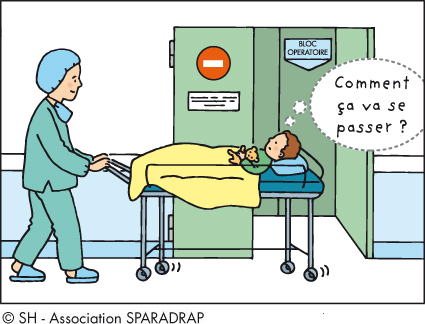 BLOC
OPERATOIRE
Comment
ça va se
passer ?
© SH - Association SPARADRAP